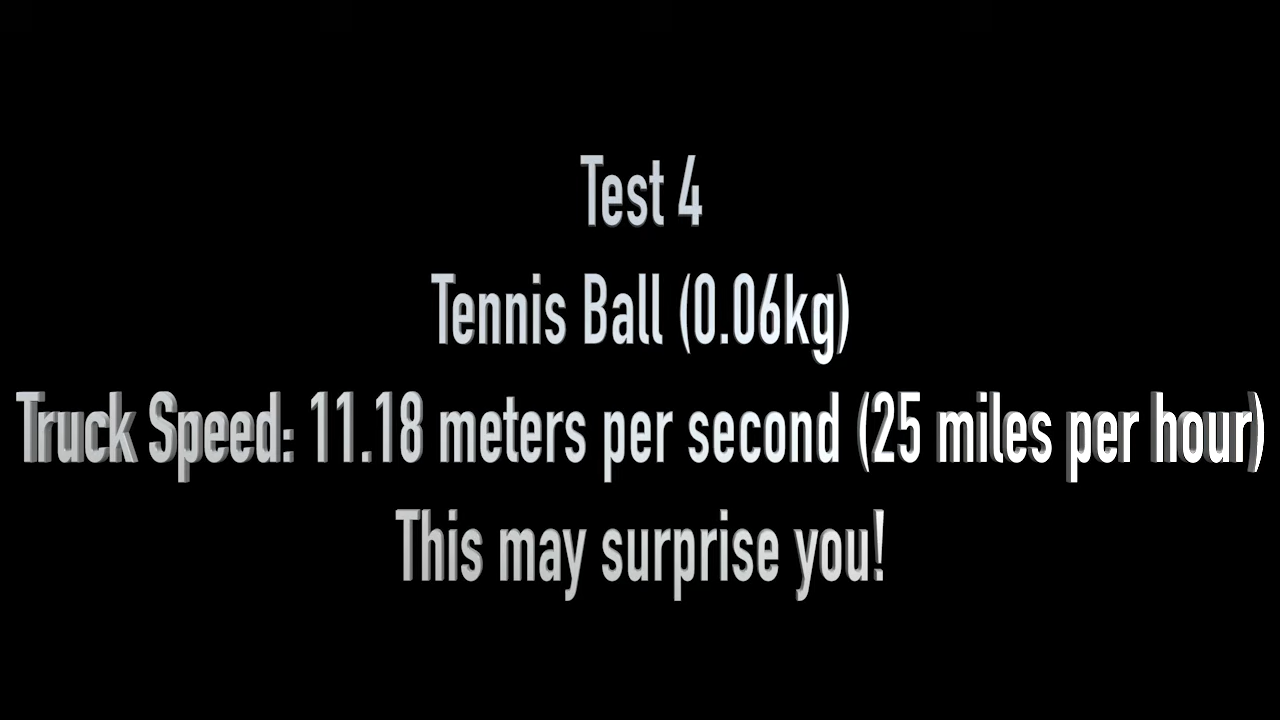 Test 4
Tennis Ball (0.06kg)
Truck Speed: 11.18 meters per second (25 miles per hour)
This may surprise you!